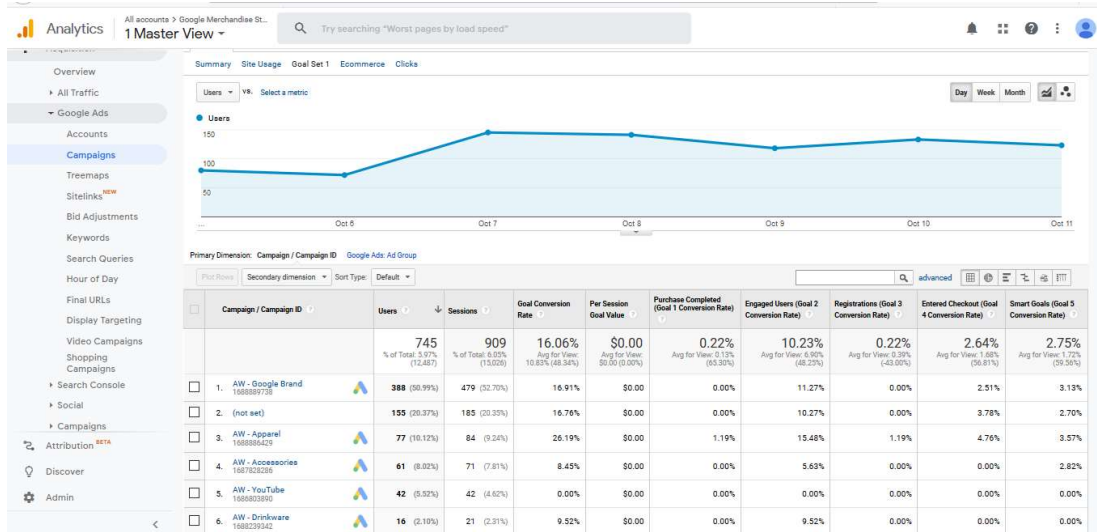 All accounts > Google Merchandise St...
Analytics
1 Master View
Try searching "Worst pages by load speed"
Acquisition
Overview
All Traffic
Google Ads
Accounts
Campaigns
Treemaps
Sitelinks NEW
Bid Adjustments
Keywords
Search Queries
Hour of Day
Final URLs
Display Targeting
Video Campaigns
Shopping
Campaigns
Search Console
Social
Campaigns
Attribution BETA
Discover
Admin
Summary Site Usage Goal Set 1 Ecommerce Clicks
Users VS. Select a metric
Day Week Month
Users
150
100
50
... Oct 6 Oct 7 Oct 8 Oct 9 Oct 10 Oct 11
Primary Dimension: Campaign / Campaign ID Google Ads: Ad Group
Plot Rows Secondary dimension Sort Type: Default advanced
Campaign / Campaign ID Users Sessions Goal Conversion Rate Per Session Goal Value Purchase Completed (Goal 1 Conversion Rate) Engaged Users (Goal 2 Conversion Rate) Registrations (Goal 3 Conversion Rate) Entered Checkout (Goal 4 Conversion Rate) Smart Goals (Goal 5 Conversion Rate)
745 909 16.06% $0.00 0.22% 10.23% 0.22% 2.64% 2.75%
% of Total: 5.97% % of Total: 6.05% Avg for View: Avg for View: Avg for View: 0.13% Avg for View: 6.90% Avg for View: 0.39% Avg for View: 1.68% Avg for View: 1.72%
(12,487) (15,026) 10.83% (48.34%) $0.00 (0.00%) (65.30%) (48.25%) (-43.00%) (56.81%) (59.56%)
1. AW - Google Brand 388 (50.99%) 479 (52.70%) 16.91% $0.00 0.00% 11.27% 0.00% 2.51% 3.13%
1688889738
2. (not set) 155 (20.37%) 185 (20.35%) 16.76% $0.00 0.00% 10.27% 0.00% 3.78% 2.70%
3. AW - Apparel 77 (10.12%) 84 (9.24%) 26.19% $0.00 1.19% 15.48% 1.19% 4.76% 3.57%
1688886429
4. AW - Accessories 61 (8.02%) 71 (7.81%) 8.45% $0.00 0.00% 5.63% 0.00% 0.00% 2.82%
1687828286
5. AW - YouTube 42 (5.52%) 42 (4.62%) 0.00% $0.00 0.00% 0.00% 0.00% 0.00% 0.00%
1686803890
6. AW - Drinkware 16 (2.10%) 21 (2.31%) 9.52% $0.00 0.00% 9.52% 0.00% 0.00% 0.00%
1688239342